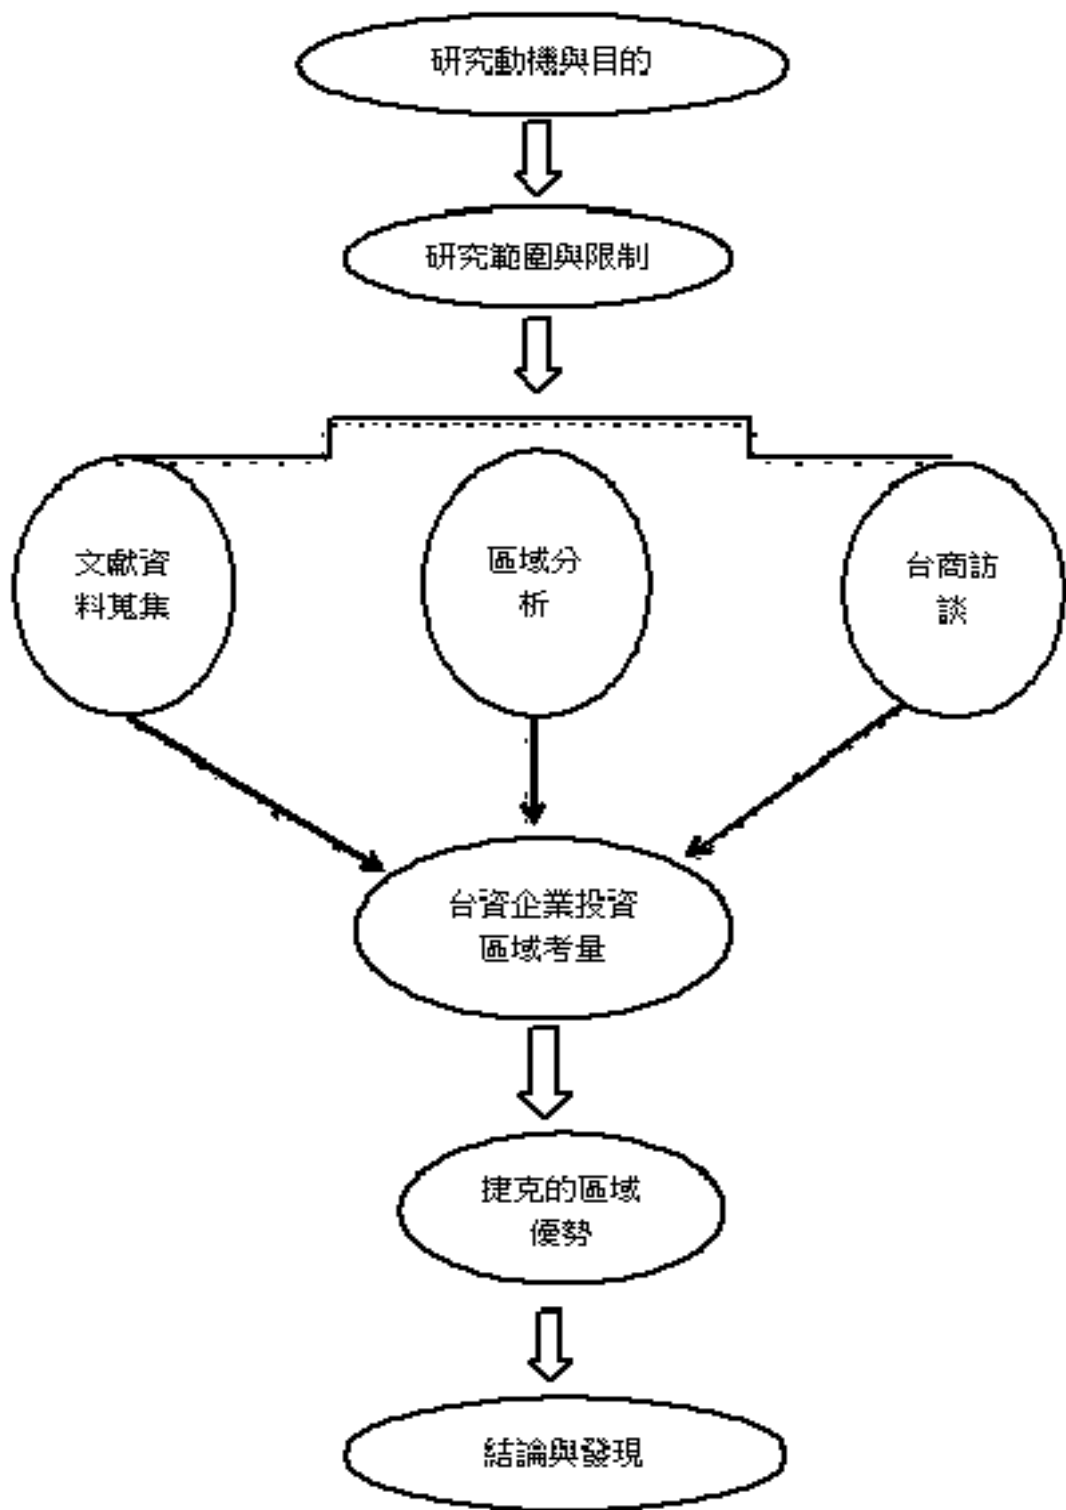 研究動機與目的
研究範圍與限制
文獻資
料蒐集
區域分
析
台商訪
談
台資企業投資
區域考量
捷克的區域
優勢
結論與發現